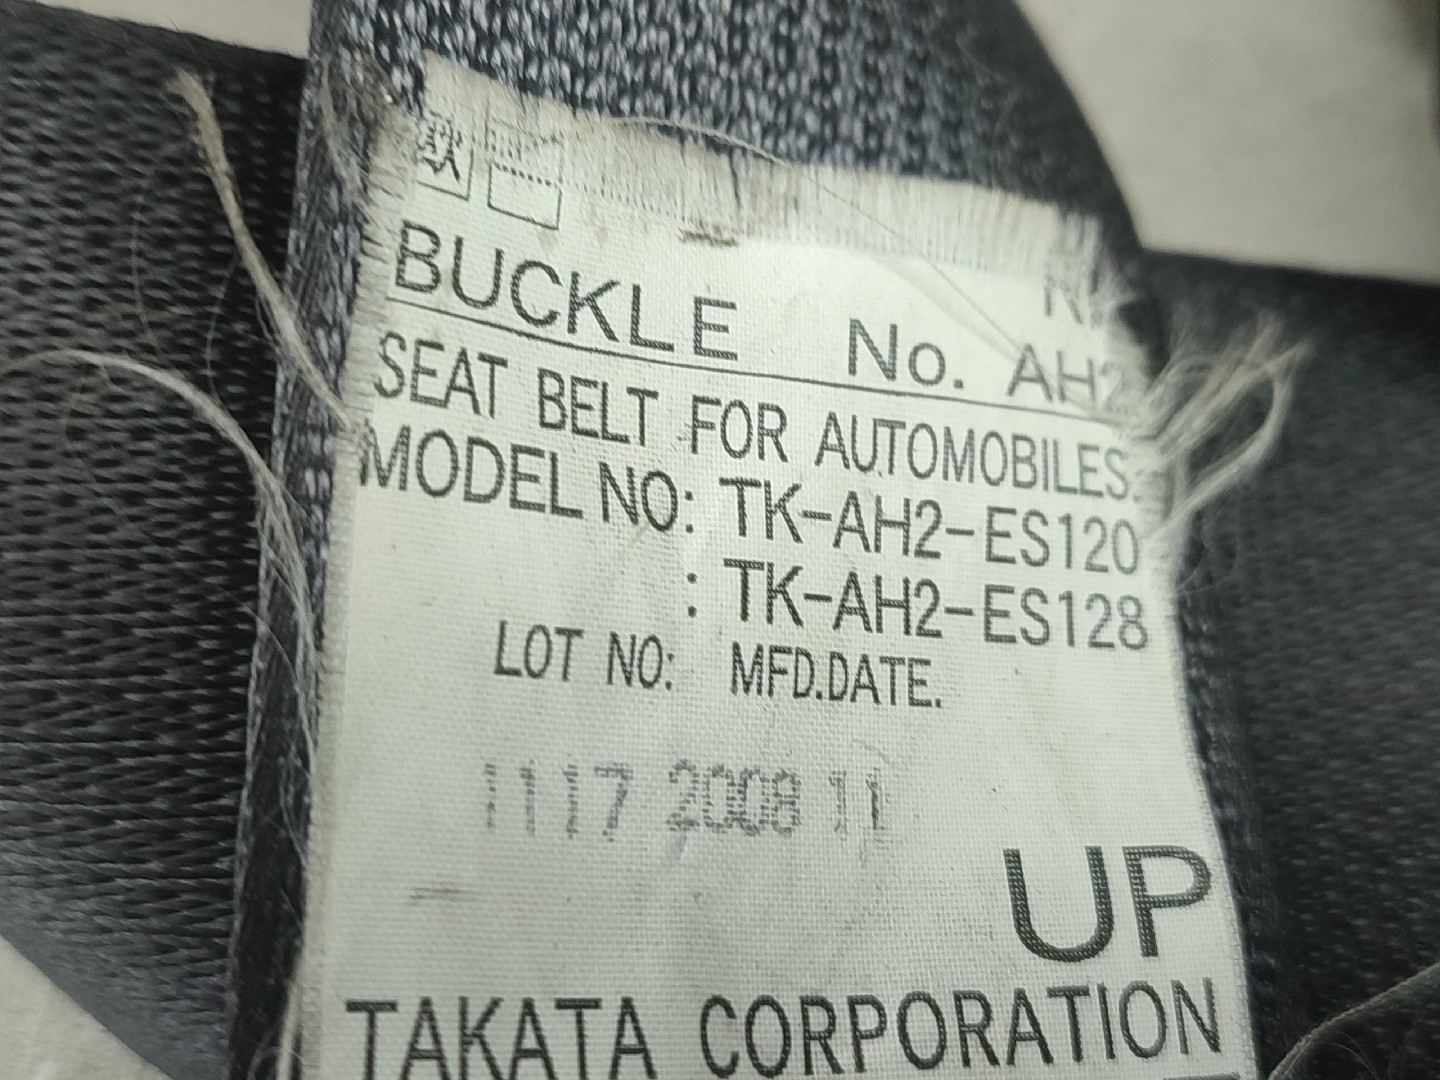 BUCKLE No. AH2
SEAT BELT FOR AUTOMOBILES.
MODEL NO: TK-AH2-ES120
: TK-AH2-ES128
LOT NO: MFD.DATE.
2008 11
UP
TAKATA CORPORATION